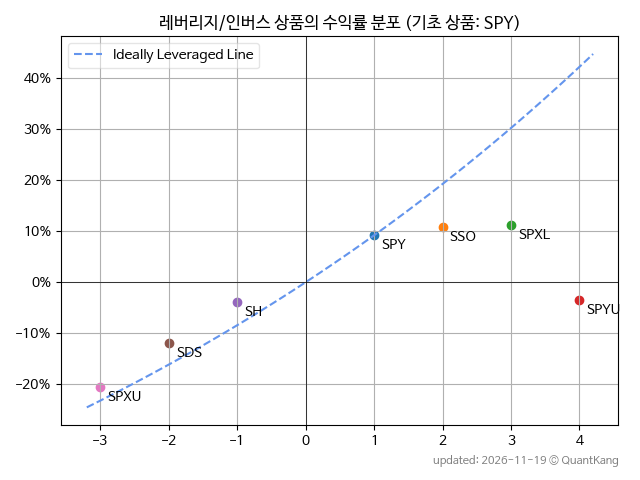 레버리지/인버스 상품의 수익률 분포 (기초 상품: SPY)
Ideally Leveraged Line
40%
30%
20%
10%
0%
-10%
-20%
SPY
SSO
SPXL
SPYU
SH
SDS
SPXU
-3 -2 -1 0 1 2 3 4
updated: 2026-11-19 © QuantKang